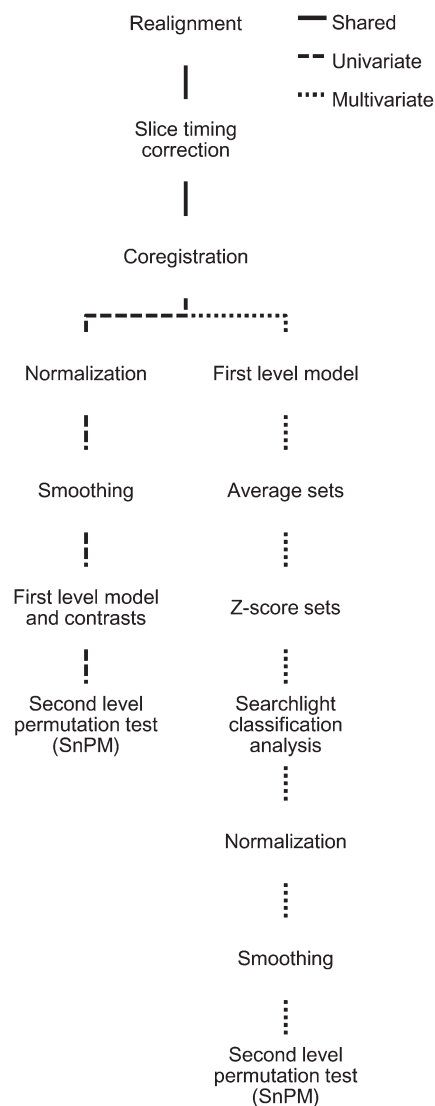 Realignment
Shared
Univariate
Multivariate
Slice timing
correction
Coregistration
Normalization
First level model
Smoothing
Average sets
First level model
and contrasts
Z-score sets
Second level
permutation test
(SnPM)
Searchlight
classification
analysis
Normalization
Smoothing
Second level
permutation test
(SnPM)